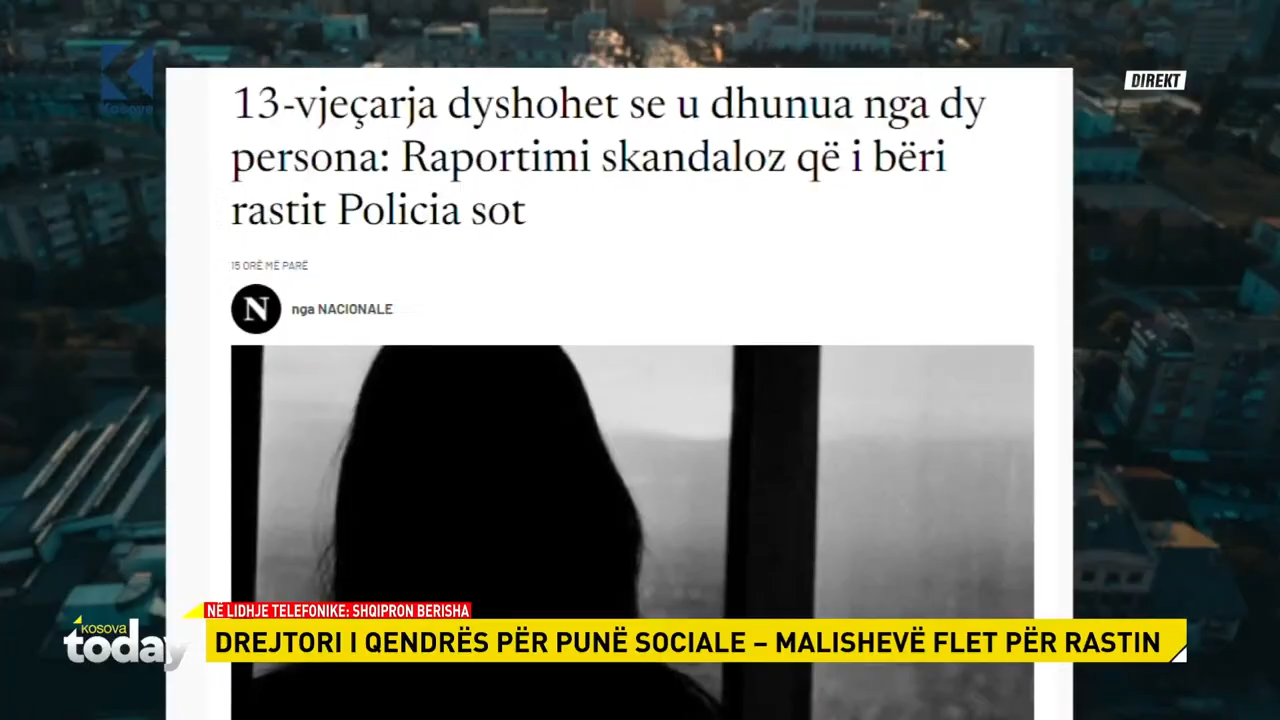 Kosova
DIREKT
13-vjeçarja dyshohet se u dhunua nga dy
persona: Raportimi skandaloz që i bëri
rastit Policia sot
15 ORË MË PARË
N
nga NACIONALE
NË LIDHJE TELEFONIKE: SHQIPRON BERISHA
kosova
today
DREJTORI I QENDRËS PËR PUNË SOCIALE – MALISHEVË FLET PËR RASTIN